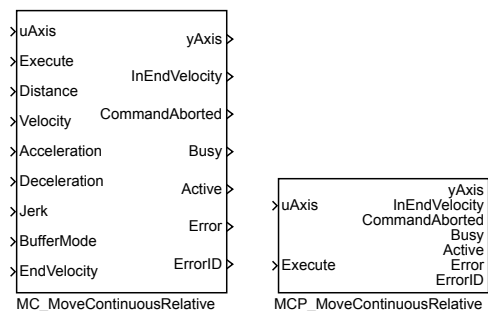 uAxis
Execute
Distance
Velocity
Acceleration
Deceleration
Jerk
BufferMode
EndVelocity
yAxis
InEndVelocity
CommandAborted
Busy
Active
Error
ErrorID
MC_MoveContinuousRelative
uAxis
Execute
yAxis
InEndVelocity
CommandAborted
Busy
Active
Error
ErrorID
MCP_MoveContinuousRelative